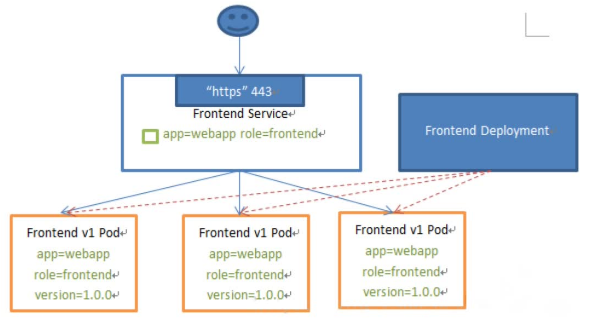 “https” 443
Frontend Service
app=webapp role=frontend
Frontend Deployment
Frontend v1 Pod
app=webapp
role=frontend
version=1.0.0
Frontend v1 Pod
app=webapp
role=frontend
version=1.0.0
Frontend v1 Pod
app=webapp
role=frontend
version=1.0.0